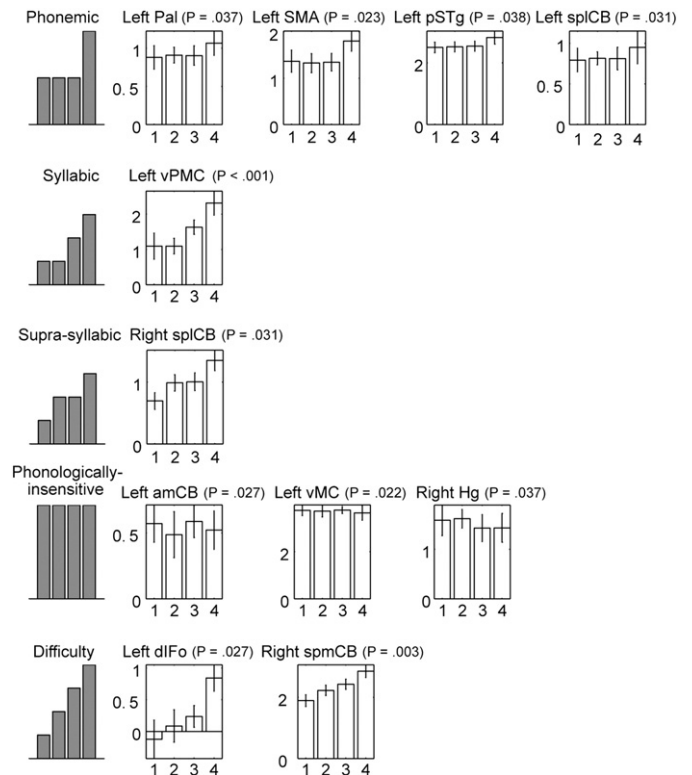 Phonemic
Left Pal (P = .037)
Left SMA (P = .023)
Left pSTg (P = .038)
Left splCB (P = .031)
1
0. 5
0
1 2 3 4
2
1
0
1 2 3 4
2
0
1 2 3 4
1
0. 5
0
1 2 3 4
Syllabic
Left vPMC (P < .001)
2
1
0
1 2 3 4
Supra-syllabic
Right splCB (P = .031)
1
0
1 2 3 4
Phonologically-
insensitive
Left amCB (P = .027)
Left vMC (P = .022)
Right Hg (P = .037)
0. 5
0
1 2 3 4
2
0
1 2 3 4
1
0
1 2 3 4
Difficulty
Left dIFo (P = .027)
Right spmCB (P = .003)
1
0. 5
0
1 2 3 4
2
0
1 2 3 4